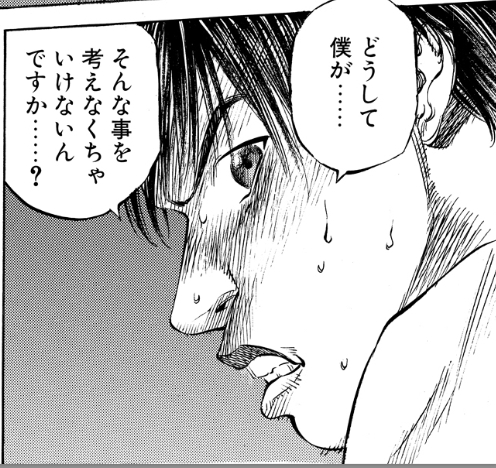 どうして
僕が……
そんな事を
考えなくちゃ
いけないん
ですか……?